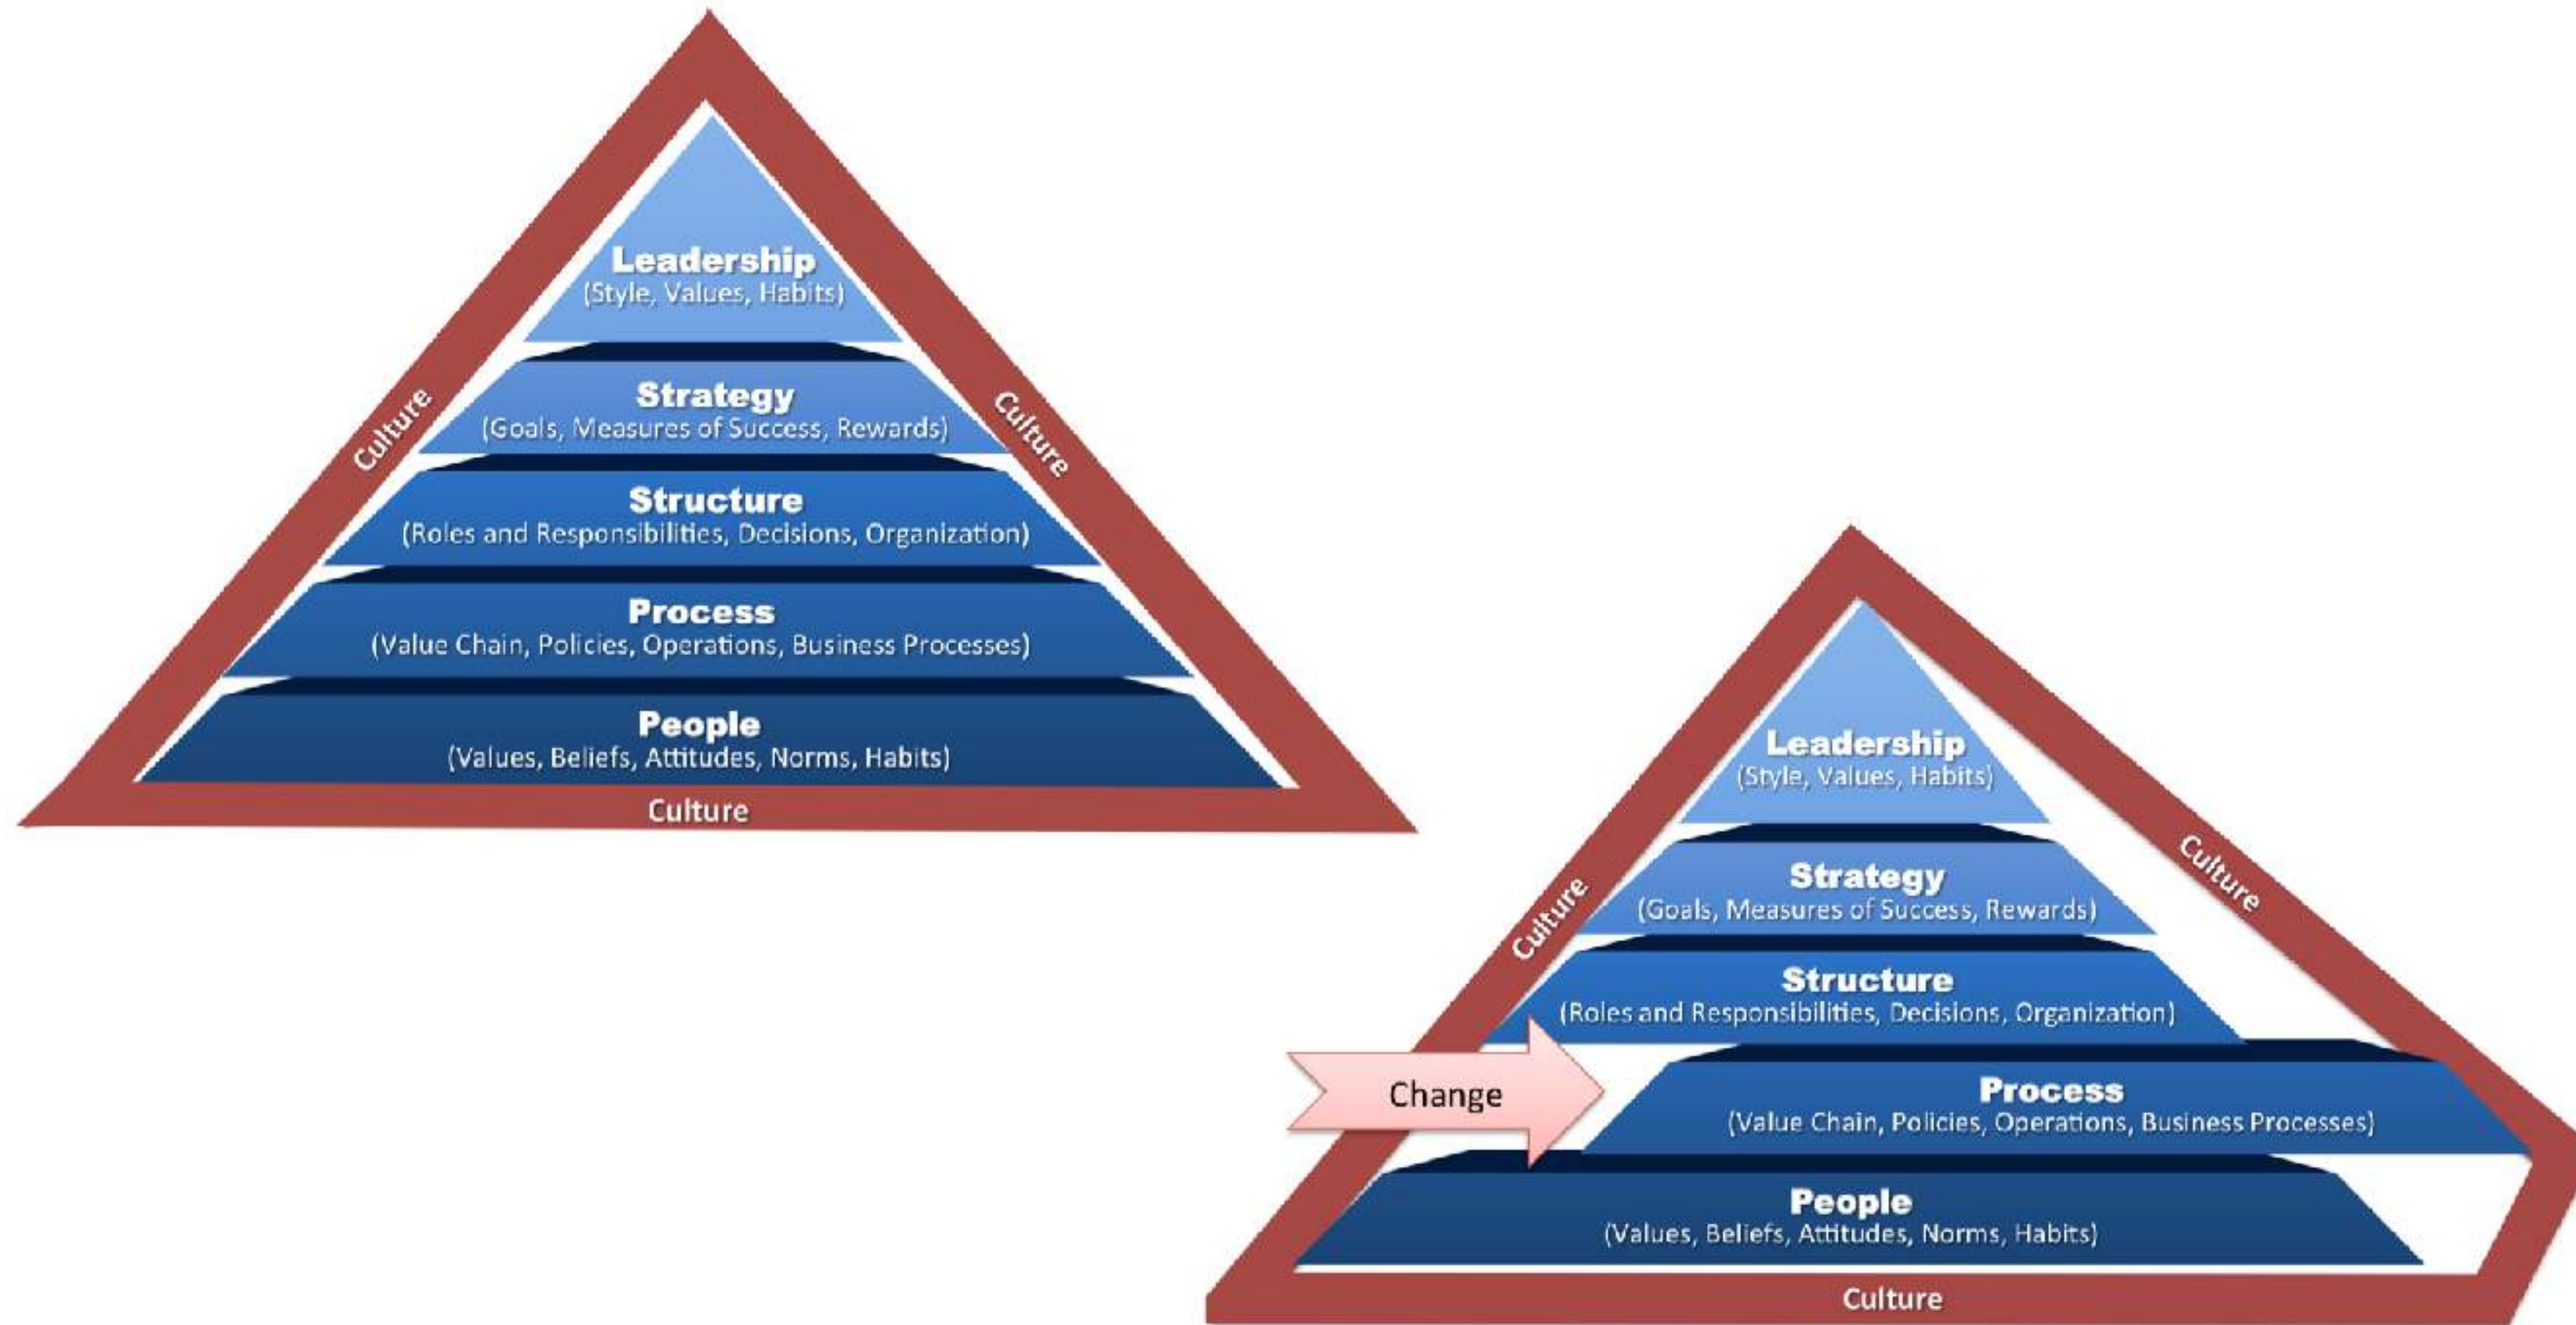 Leadership
(Style, Values, Habits)
Culture
Culture
Strategy
(Goals, Measures of Success, Rewards)
Structure
(Roles and Responsibilities, Decisions, Organization)
Process
(Value Chain, Policies, Operations, Business Processes)
People
(Values, Beliefs, Attitudes, Norms, Habits)
Culture
Leadership
(Style, Values, Habits)
Culture
Culture
Strategy
(Goals, Measures of Success, Rewards)
Structure
(Roles and Responsibilities, Decisions, Organization)
Change
Process
(Value Chain, Policies, Operations, Business Processes)
People
(Values, Beliefs, Attitudes, Norms, Habits)
Culture